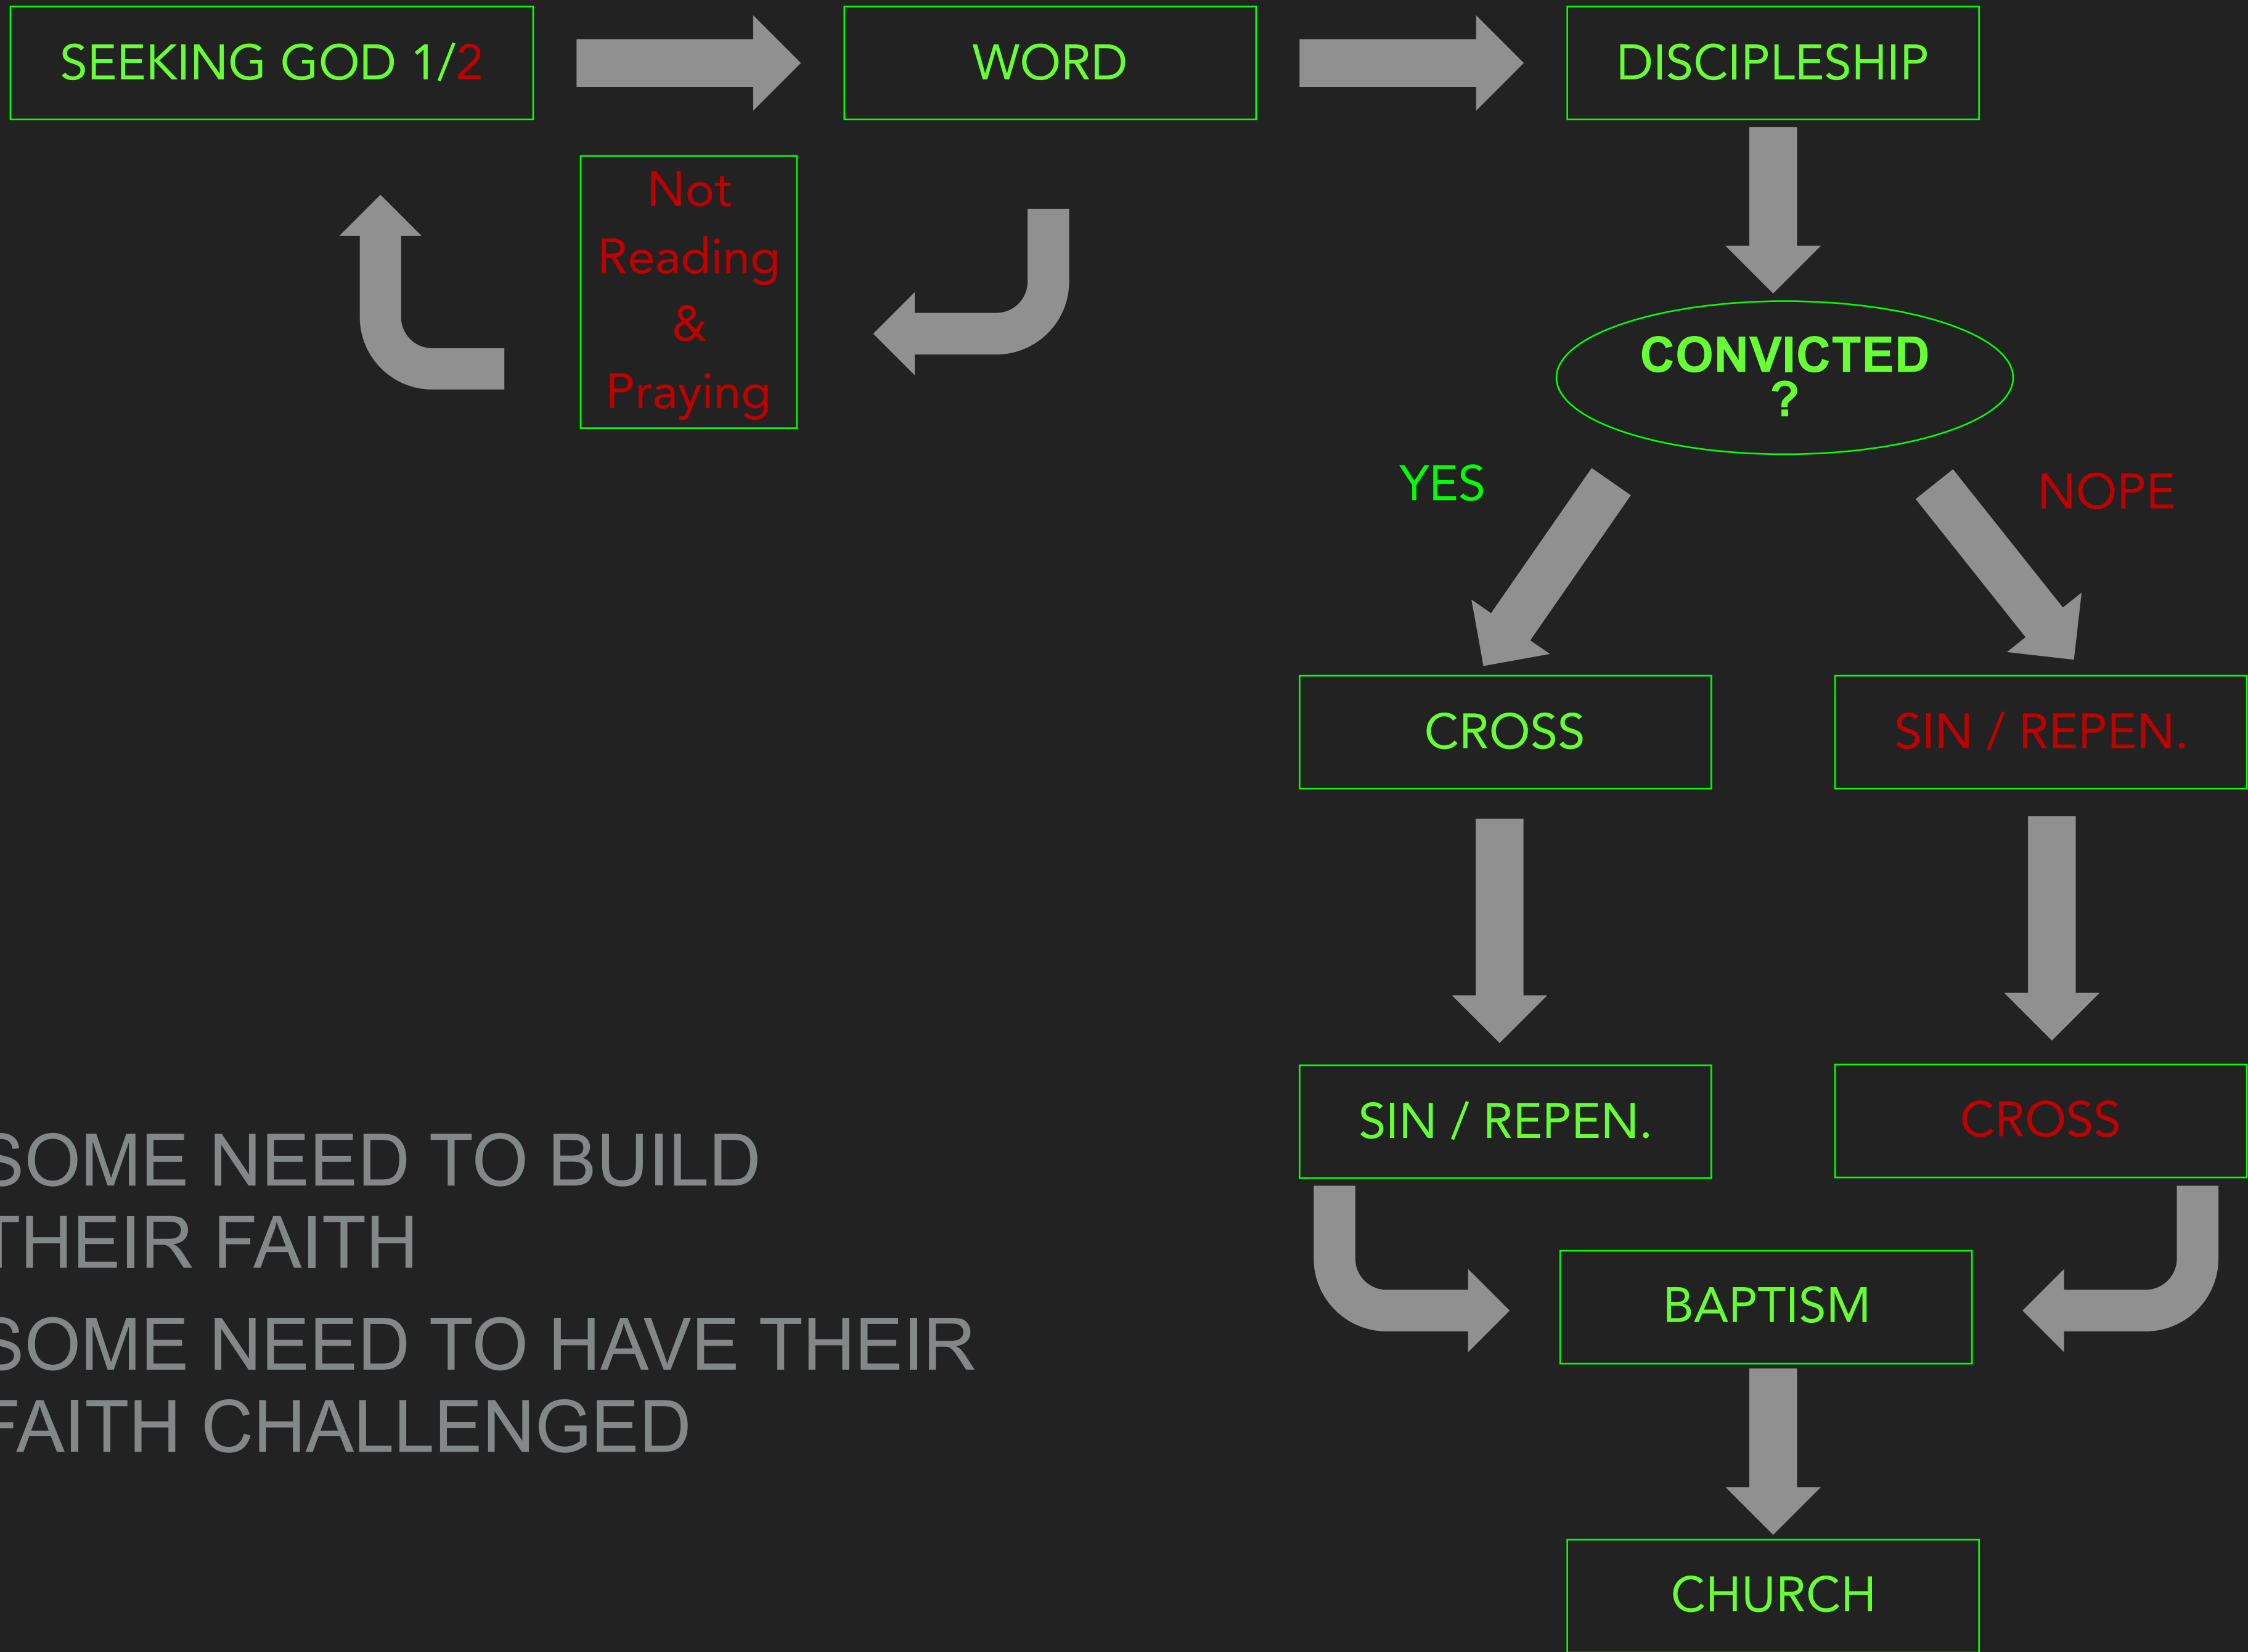 SEEKING GOD 1/2
WORD
DISCIPLESHIP
Not
Reading
&
Praying
CONVICTED
?
YES
NOPE
CROSS
SIN / REPEN.
SIN / REPEN.
CROSS
BAPTISM
CHURCH
SOME NEED TO BUILD
THEIR FAITH
SOME NEED TO HAVE THEIR
FAITH CHALLENGED